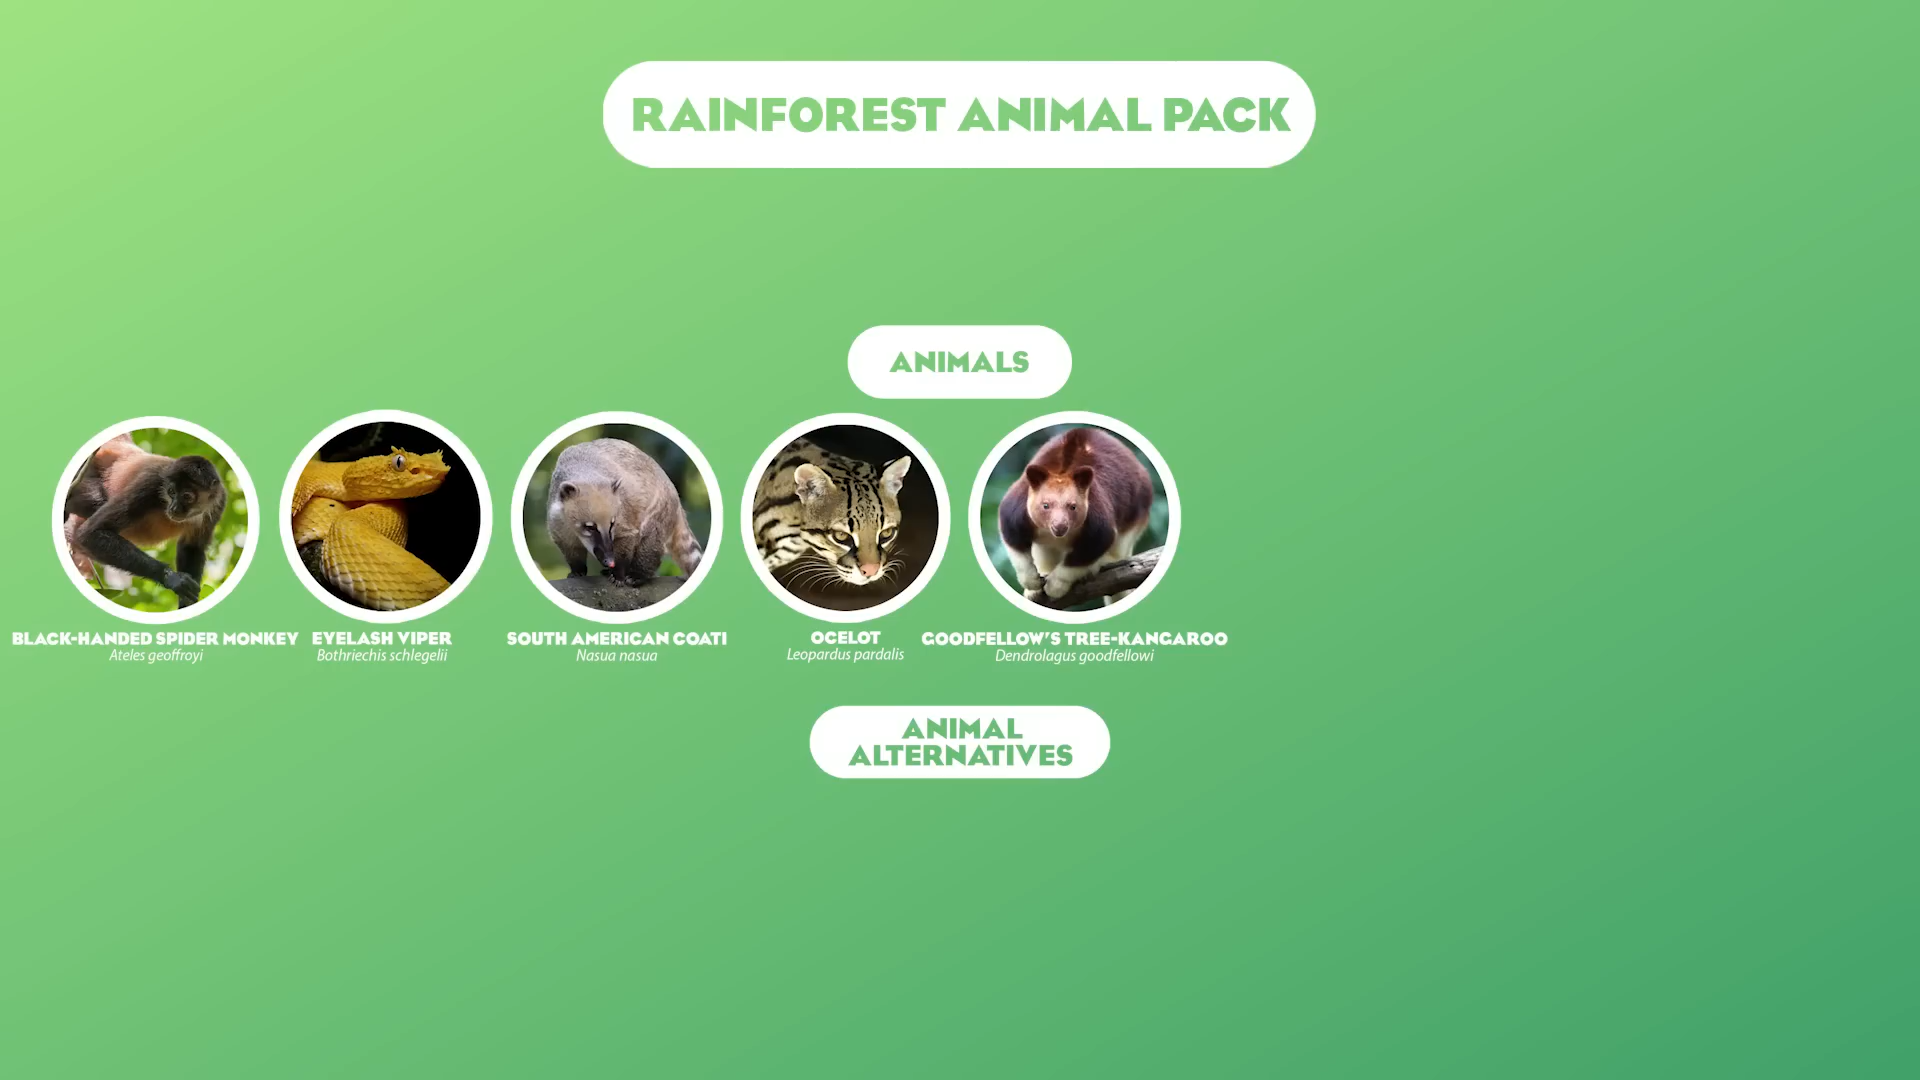 RAINFOREST ANIMAL PACK
ANIMALS
BLACK-HANDED SPIDER MONKEY
Ateles geoffroyi
EYELASH VIPER
Bothriechis schlegelii
SOUTH AMERICAN COATI
Nasua nasua
OCELOT
Leopardus pardalis
GOODFELLOW'S TREE-KANGAROO
Dendrolagus goodfellowi
ANIMAL
ALTERNATIVES